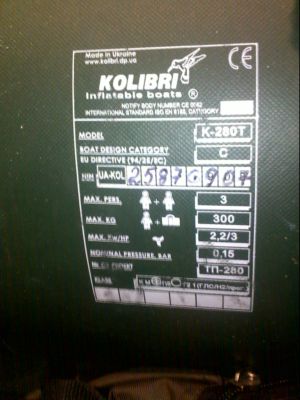 Made in Ukraine
www.kolibri.dp.ua
CE
KOLIBRI
inflatable boats ®
NOTIFY BODY NUMBER CE 0042
INTERNATIONAL STANDARD ISO EN 6185, CATEGORY
MODEL K-280T
BOAT DESIGN CATEGORY C
EU DIRECTIVE (94/25/EC)
HIN UA-KOL
MAX. PERS. + 3
MAX. KG + 300
MAX. Kw/HP 2,2/3
NOMINAL PRESSURE, BAR 0,15
ТП-280